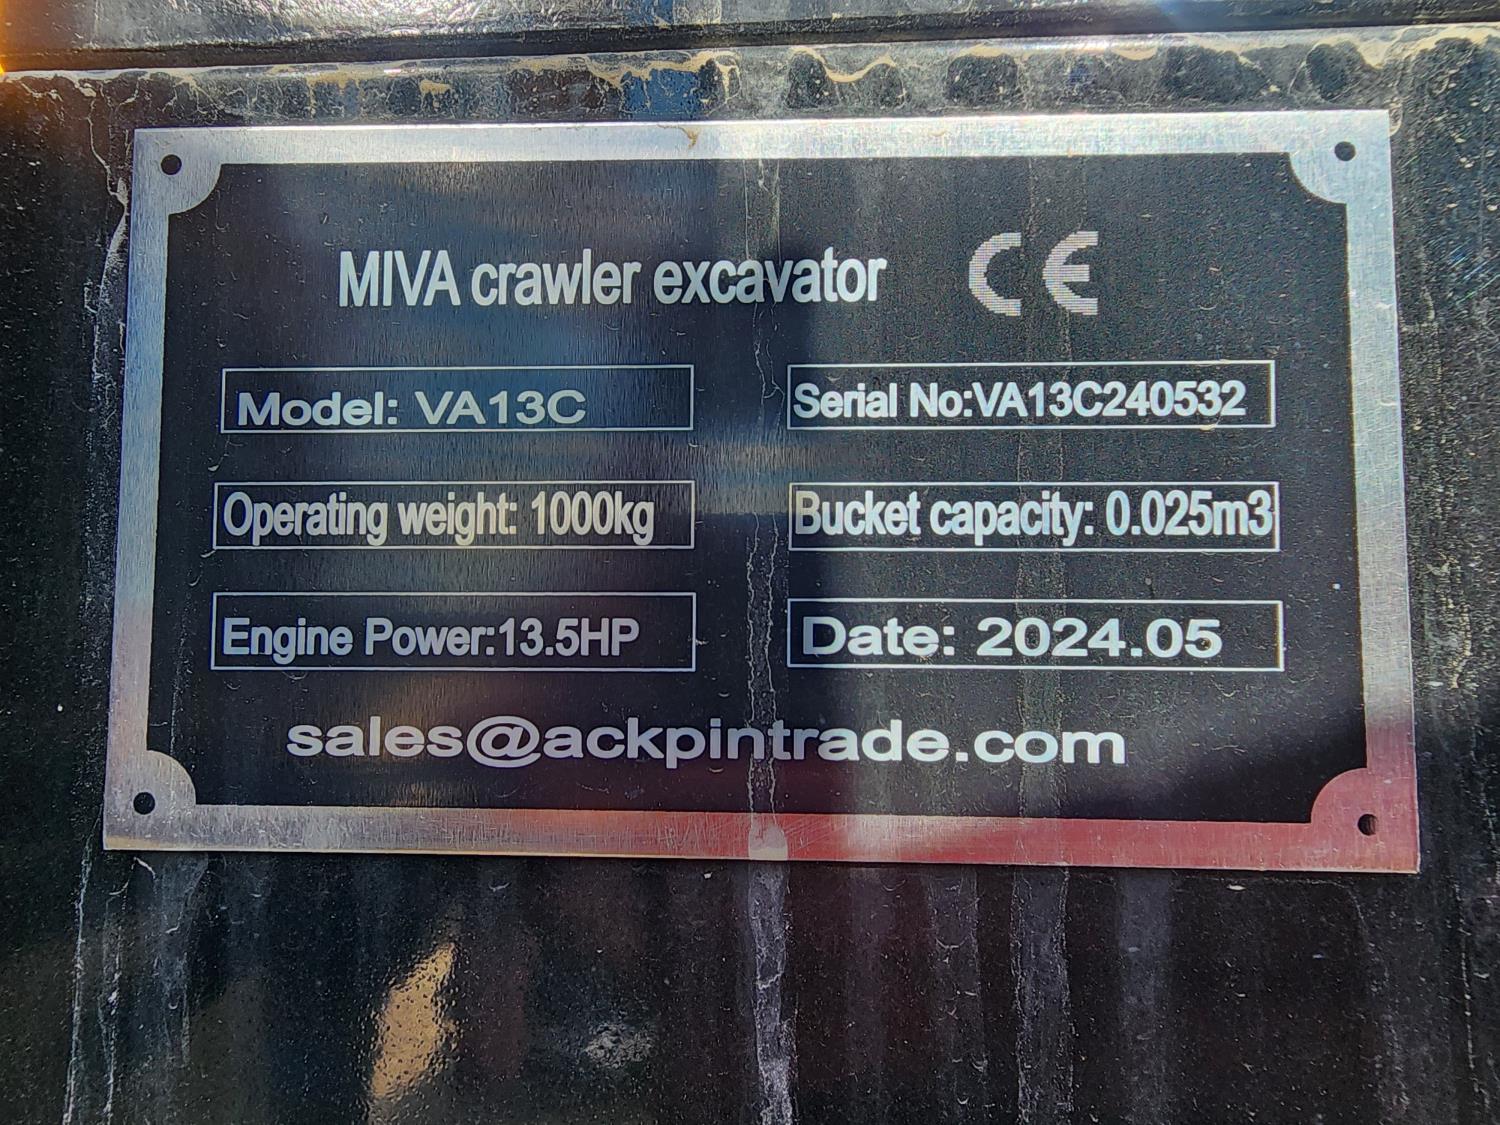 MIVA crawler excavator CE
Model: VA13C
Serial No:VA13C240532
Operating weight: 1000kg
Bucket capacity: 0.025m3
Engine Power:13.5HP
Date: 2024.05
sales@ackpintrade.com